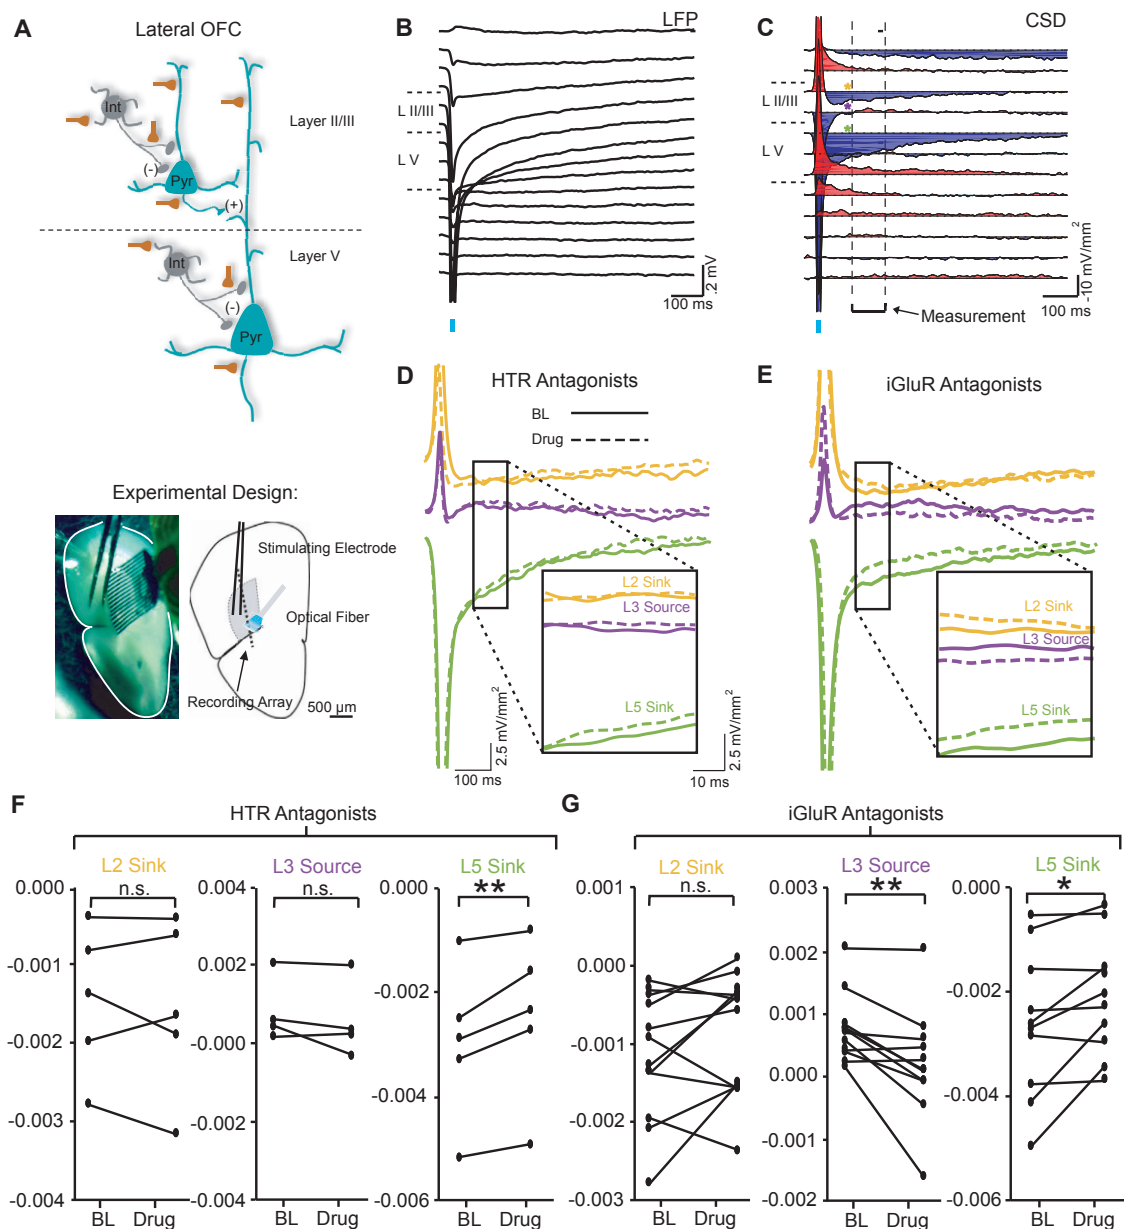 A
Lateral OFC
Int
Layer II/III
(-)
Pyr
(+)
Layer V
Int
(-)
Pyr
Experimental Design:
Stimulating Electrode
Optical Fiber
Recording Array
500 µm
B
LFP
L II/III
L V
.2 mV
100 ms
C
CSD
L II/III
*
*
*
L V
-10 mV/mm²
100 ms
Measurement
D
HTR Antagonists
BL
Drug
L2 Sink
L3 Source
L5 Sink
2.5 mV/mm²
100 ms
2.5 mV/mm²
10 ms
E
iGluR Antagonists
L2 Sink
L3 Source
L5 Sink
F
HTR Antagonists
L2 Sink
n.s.
0.000
-0.001
-0.002
-0.003
-0.004
BL Drug
L3 Source
n.s.
0.004
0.002
-0.000
-0.002
-0.004
BL Drug
L5 Sink
**
-0.000
-0.002
-0.004
-0.006
BL Drug
G
iGluR Antagonists
L2 Sink
n.s.
0.001
0.000
-0.001
-0.002
-0.003
BL Drug
L3 Source
**
0.003
0.002
0.001
0.000
-0.001
-0.002
BL Drug
L5 Sink
*
-0.000
-0.002
-0.004
-0.006
BL Drug